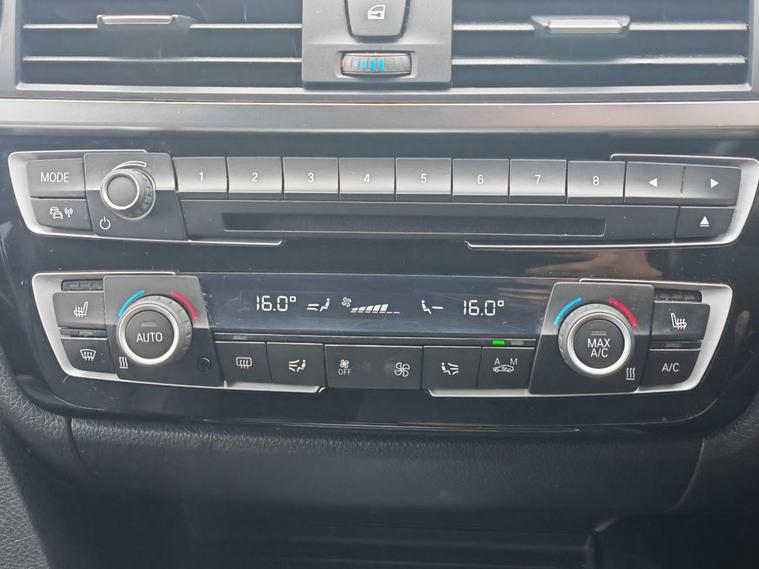 MODE
1 2 3 4 5 6 7 8
16.0° 16.0°
AUTO
OFF
A M
MAX
A/C
A/C